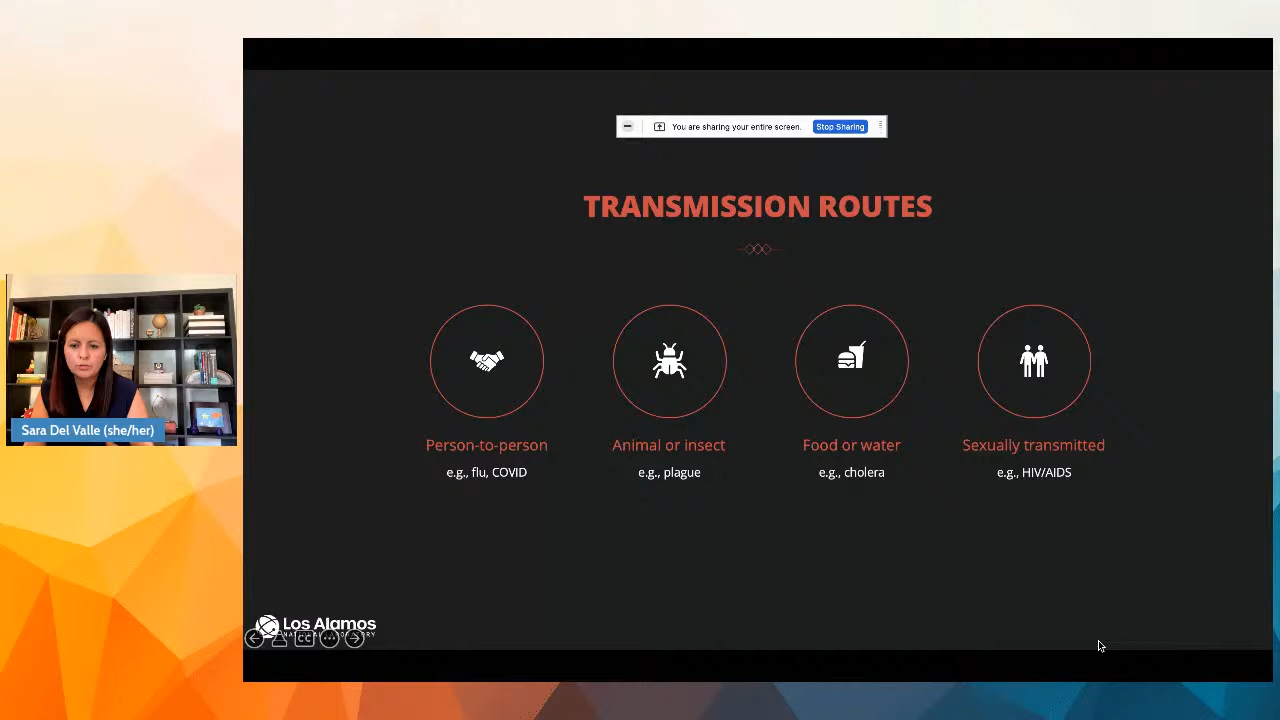 You are sharing your entire screen.
Stop Sharing
TRANSMISSION ROUTES
Person-to-person
e.g., flu, COVID
Animal or insect
e.g., plague
Food or water
e.g., cholera
Sexually transmitted
e.g., HIV/AIDS
Sara Del Valle (she/her)
Los Alamos
CC